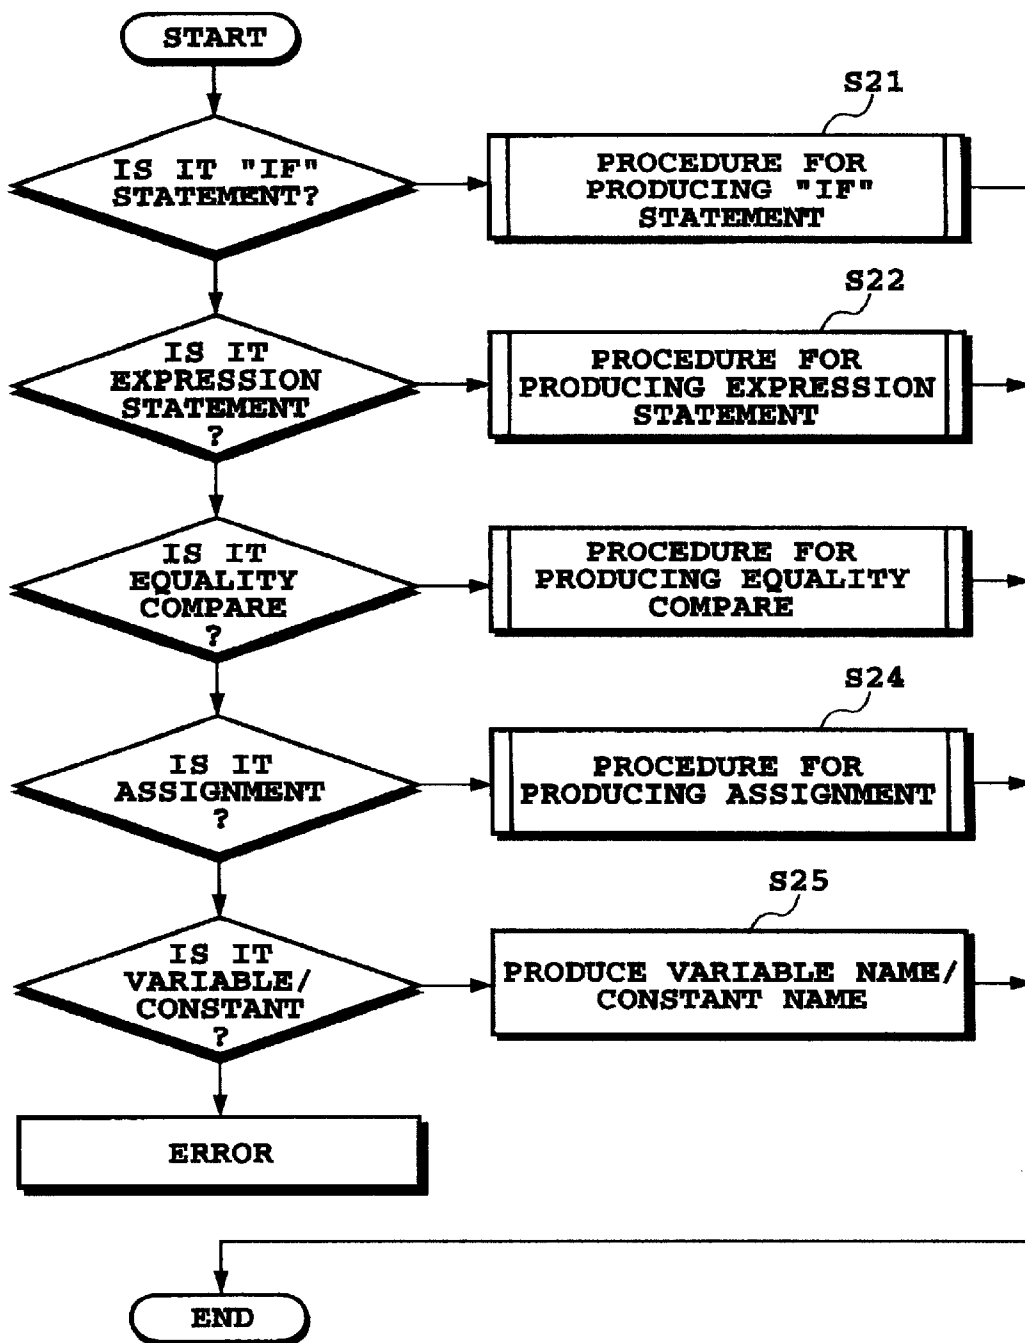 START
IS IT "IF"
STATEMENT?
S21
PROCEDURE FOR
PRODUCING "IF"
STATEMENT
IS IT
EXPRESSION
STATEMENT
?
S22
PROCEDURE FOR
PRODUCING EXPRESSION
STATEMENT
IS IT
EQUALITY
COMPARE
?
PROCEDURE FOR
PRODUCING EQUALITY
COMPARE
IS IT
ASSIGNMENT
?
S24
PROCEDURE FOR
PRODUCING ASSIGNMENT
IS IT
VARIABLE/
CONSTANT
?
S25
PRODUCE VARIABLE NAME/
CONSTANT NAME
ERROR
END